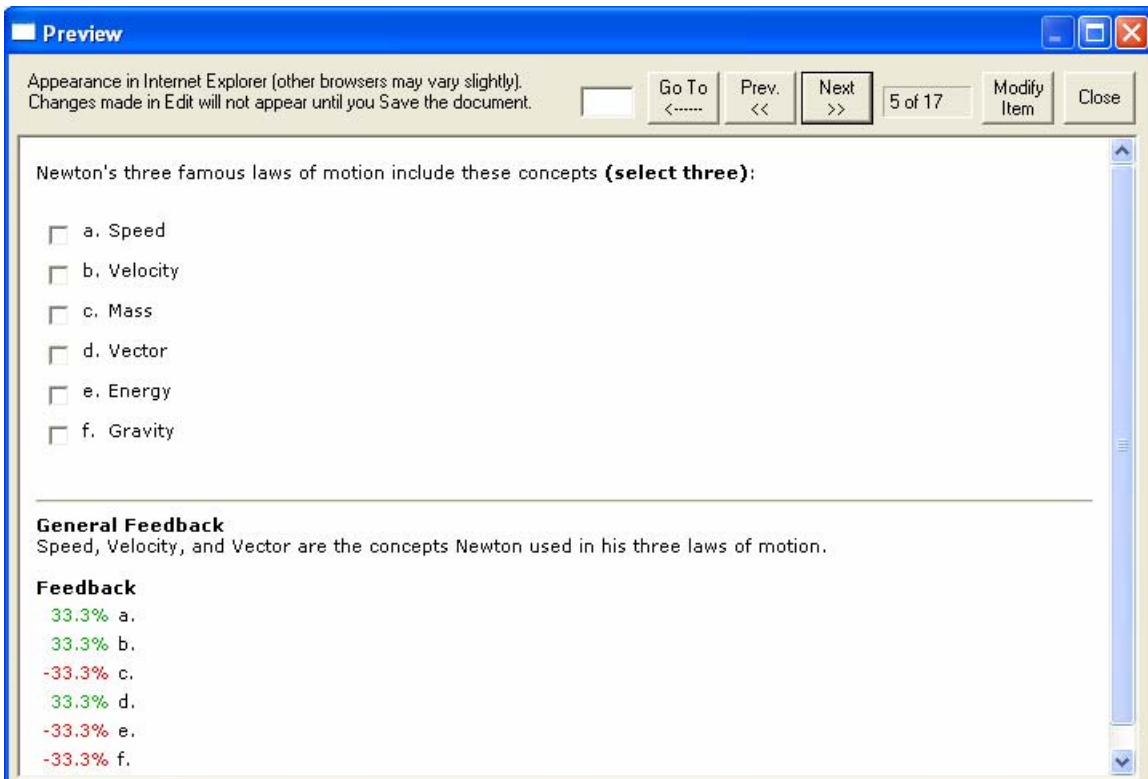 Preview
Appearance in Internet Explorer (other browsers may vary slightly).
Changes made in Edit will not appear until you Save the document.
Go To
<------
Prev.
<<
Next
>>
5 of 17
Modify
Item
Close
Newton's three famous laws of motion include these concepts (select three):
a. Speed
b. Velocity
c. Mass
d. Vector
e. Energy
f. Gravity
General Feedback
Speed, Velocity, and Vector are the concepts Newton used in his three laws of motion.
Feedback
33.3% a.
33.3% b.
-33.3% c.
33.3% d.
-33.3% e.
-33.3% f.